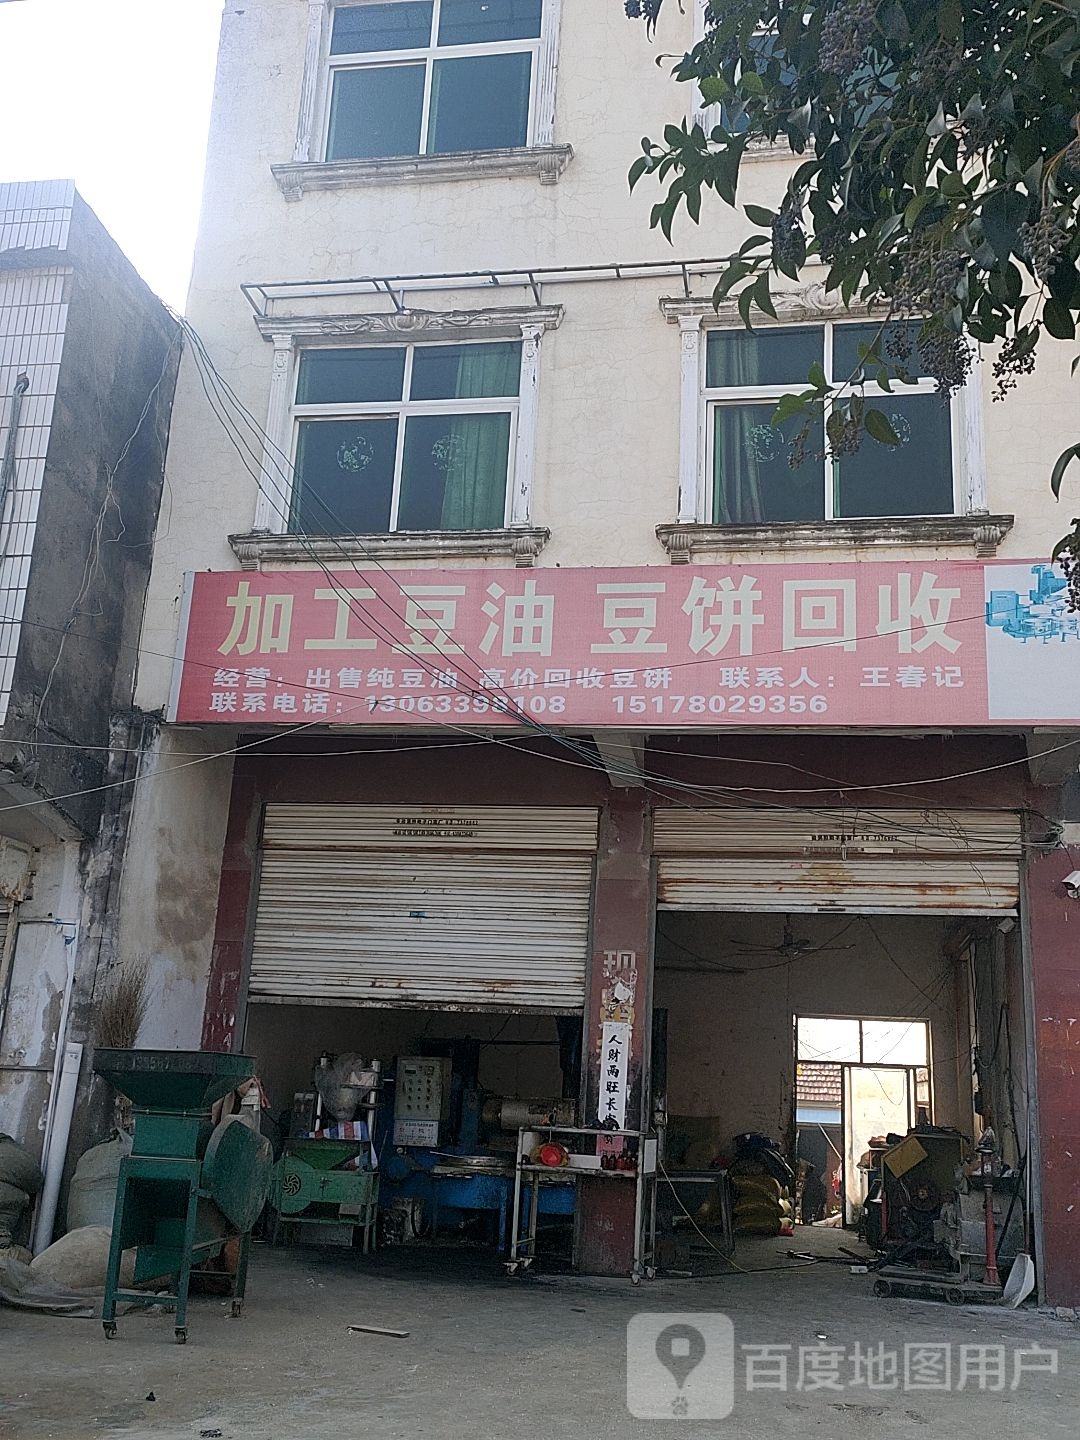 加工豆油 豆饼回收
经营：出售纯豆油 高价回收豆饼 联系人：王春记
联系电话：13063398108 15178029356
现
人财两旺长
百度地图用户